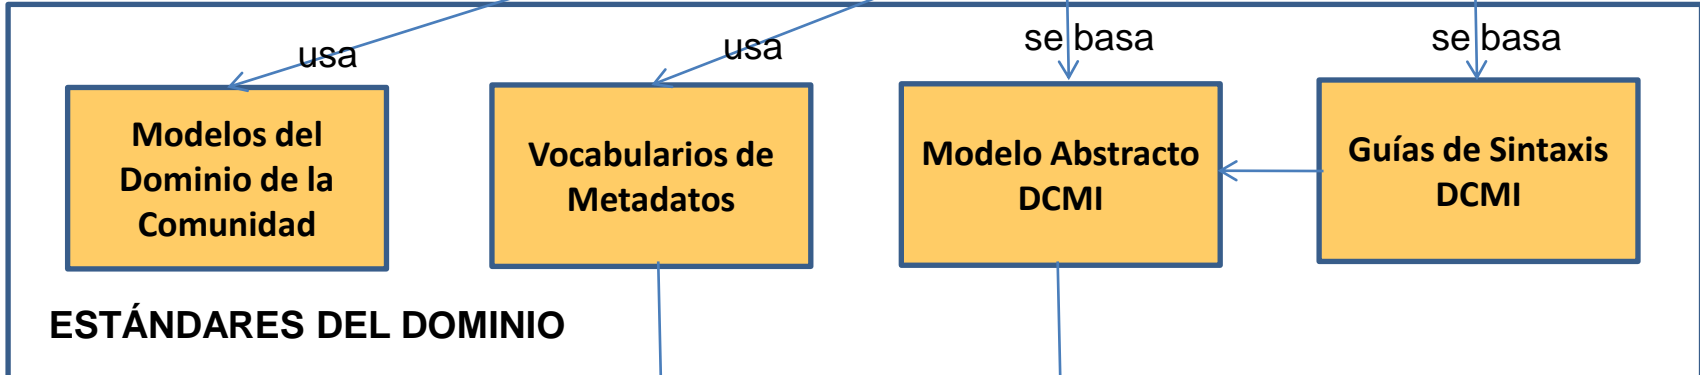 usa
usa
se basa
se basa
Modelos del
Dominio de la
Comunidad
Vocabularios de
Metadatos
Modelo Abstracto
DCMI
Guías de Sintaxis
DCMI
ESTÁNDARES DEL DOMINIO